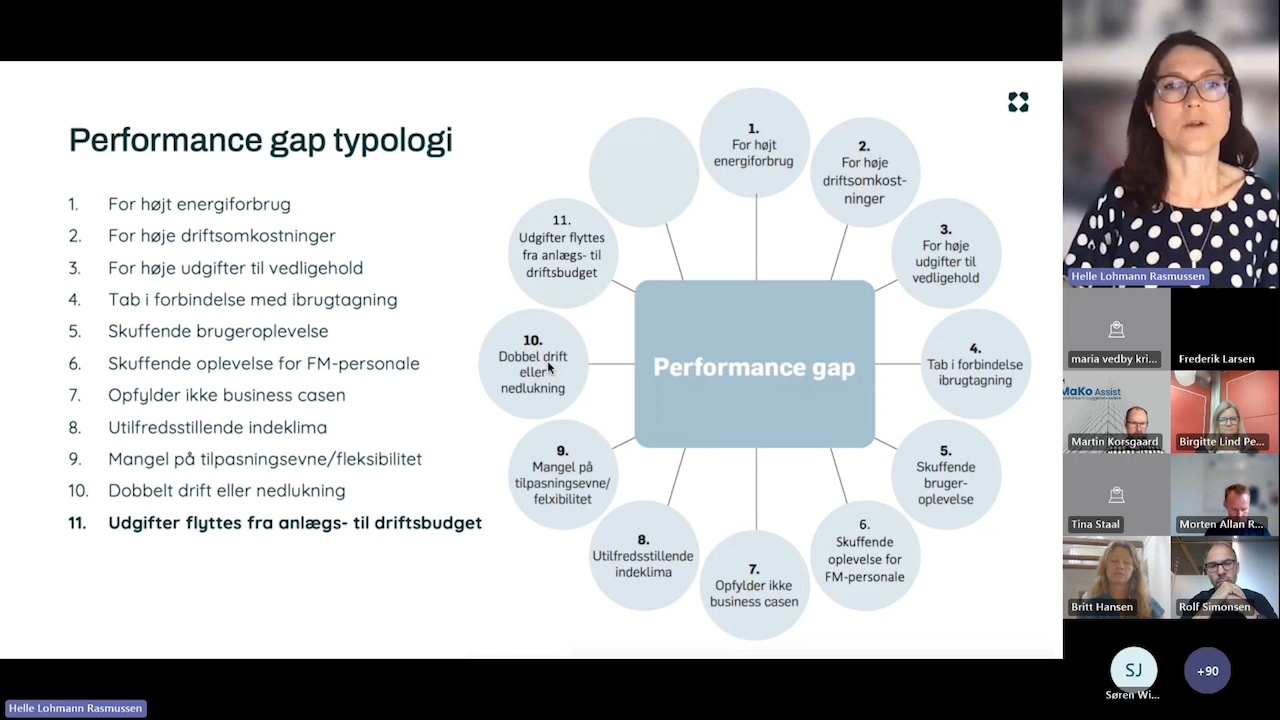 Performance gap typologi
1. For højt energiforbrug
2. For høje driftsomkostninger
3. For høje udgifter til vedligehold
4. Tab i forbindelse med ibrugtagning
5. Skuffende brugeroplevelse
6. Skuffende oplevelse for FM-personale
7. Opfylder ikke business casen
8. Utilfredsstillende indeklima
9. Mangel på tilpasningsevne/fleksibilitet
10. Dobbelt drift eller nedlukning
11. Udgifter flyttes fra anlægs- til driftsbudget
Performance gap
1.
For højt
energiforbrug
2.
For høje
driftsomkost-
ninger
3.
For høje
udgifter til
vedligehold
4.
Tab i forbindelse
ibrugtagning
5.
Skuffende
bruger-
oplevelse
6.
Skuffende
oplevelse for
FM-personale
7.
Opfylder ikke
business casen
8.
Utilfredsstillende
indeklima
9.
Mangel på
tilpasningsevne/
felxibilitet
10.
Dobbel drift
eller
nedlukning
11.
Udgifter flyttes
fra anlægs- til
driftsbudget
Helle Lohmann Rasmussen
maria vedby kri...
Frederik Larsen
MaKo Assist
Martin Korsgaard
Birgitte Lind Pe...
Tina Staal
Morten Allan R...
Britt Hansen
Rolf Simonsen
SJ
+90
Søren Wi...
Helle Lohmann Rasmussen